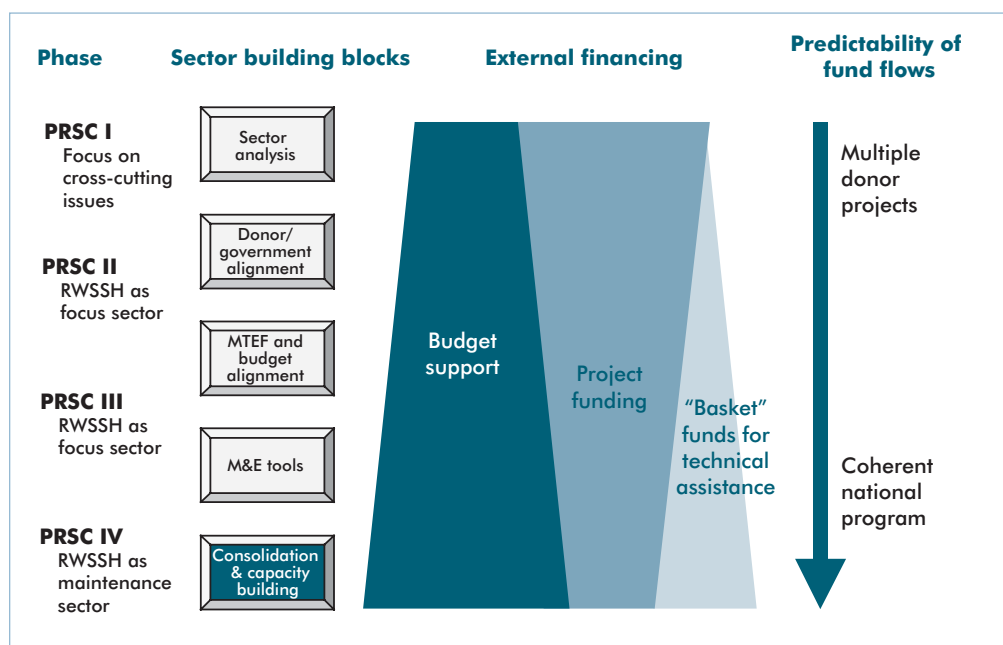 Phase
Sector building blocks
External financing
Predictability of
fund flows
PRSC I
Focus on
cross-cutting
issues
PRSC II
RWSSH as
focus sector
PRSC III
RWSSH as
focus sector
PRSC IV
RWSSH as
maintenance
sector
Sector
analysis
Donor/
government
alignment
MTEF and
budget
alignment
M&E tools
Consolidation
& capacity
building
Budget
support
Project
funding
“Basket”
funds for
technical
assistance
Multiple
donor
projects
Coherent
national
program